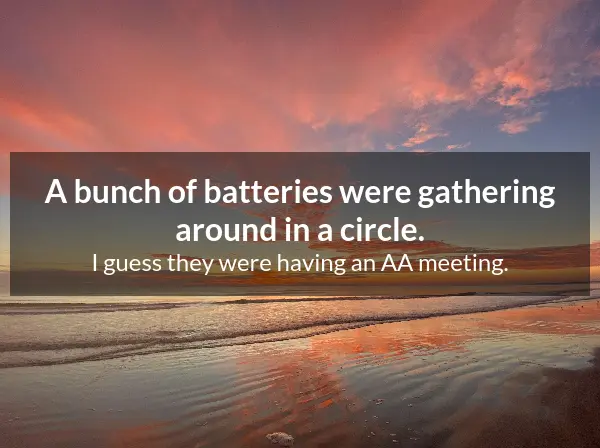 A bunch of batteries were gathering
around in a circle.
I guess they were having an AA meeting.